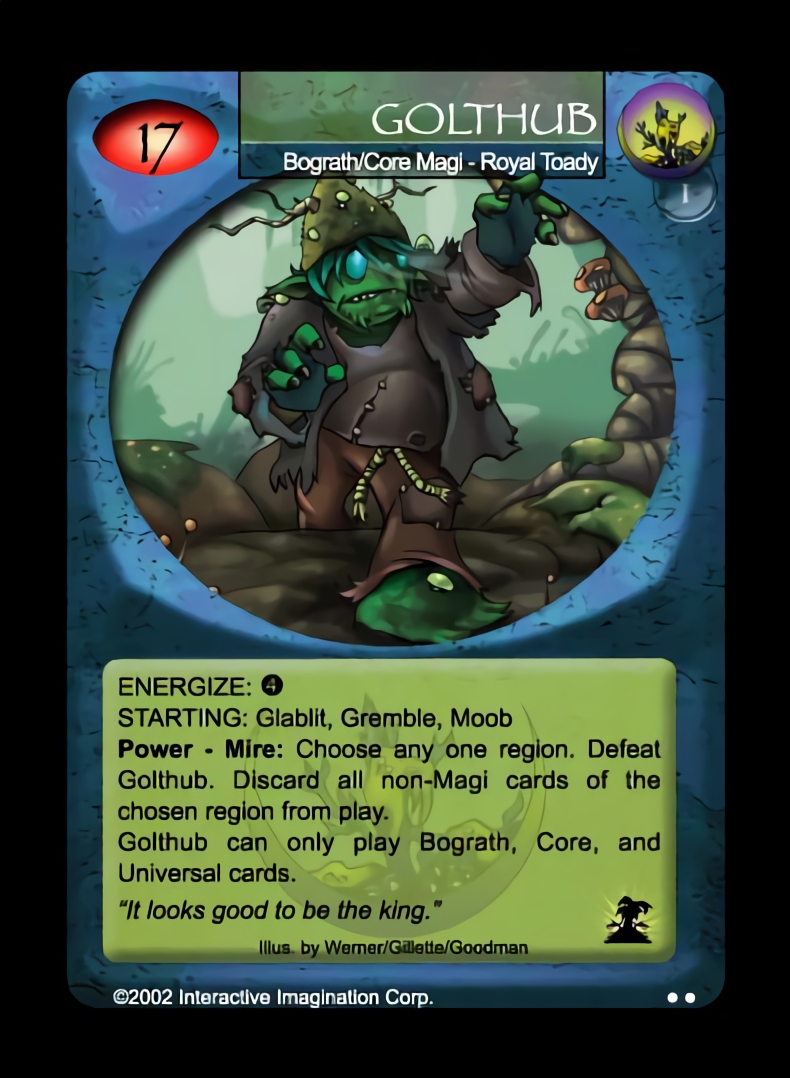 17
GOLTHUB
Bograth/Core Magi - Royal Toady
1
ENERGIZE: 4
STARTING: Glablit, Gremble, Moob
Power - Mire: Choose any one region. Defeat
Golthub. Discard all non-Magi cards of the
chosen region from play.
Golthub can only play Bograth, Core, and
Universal cards.
“It looks good to be the king.”
Illus. by Werner/Gillette/Goodman
©2002 Interactive Imagination Corp.